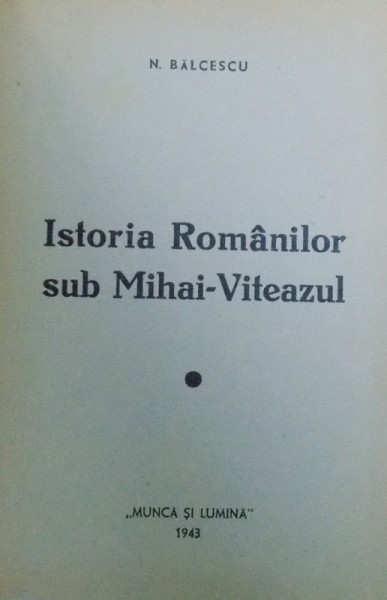 N. BĂLCESCU
Istoria Românilor
sub Mihai-Viteazul
„MUNCĂ ȘI LUMINĂ"
1943